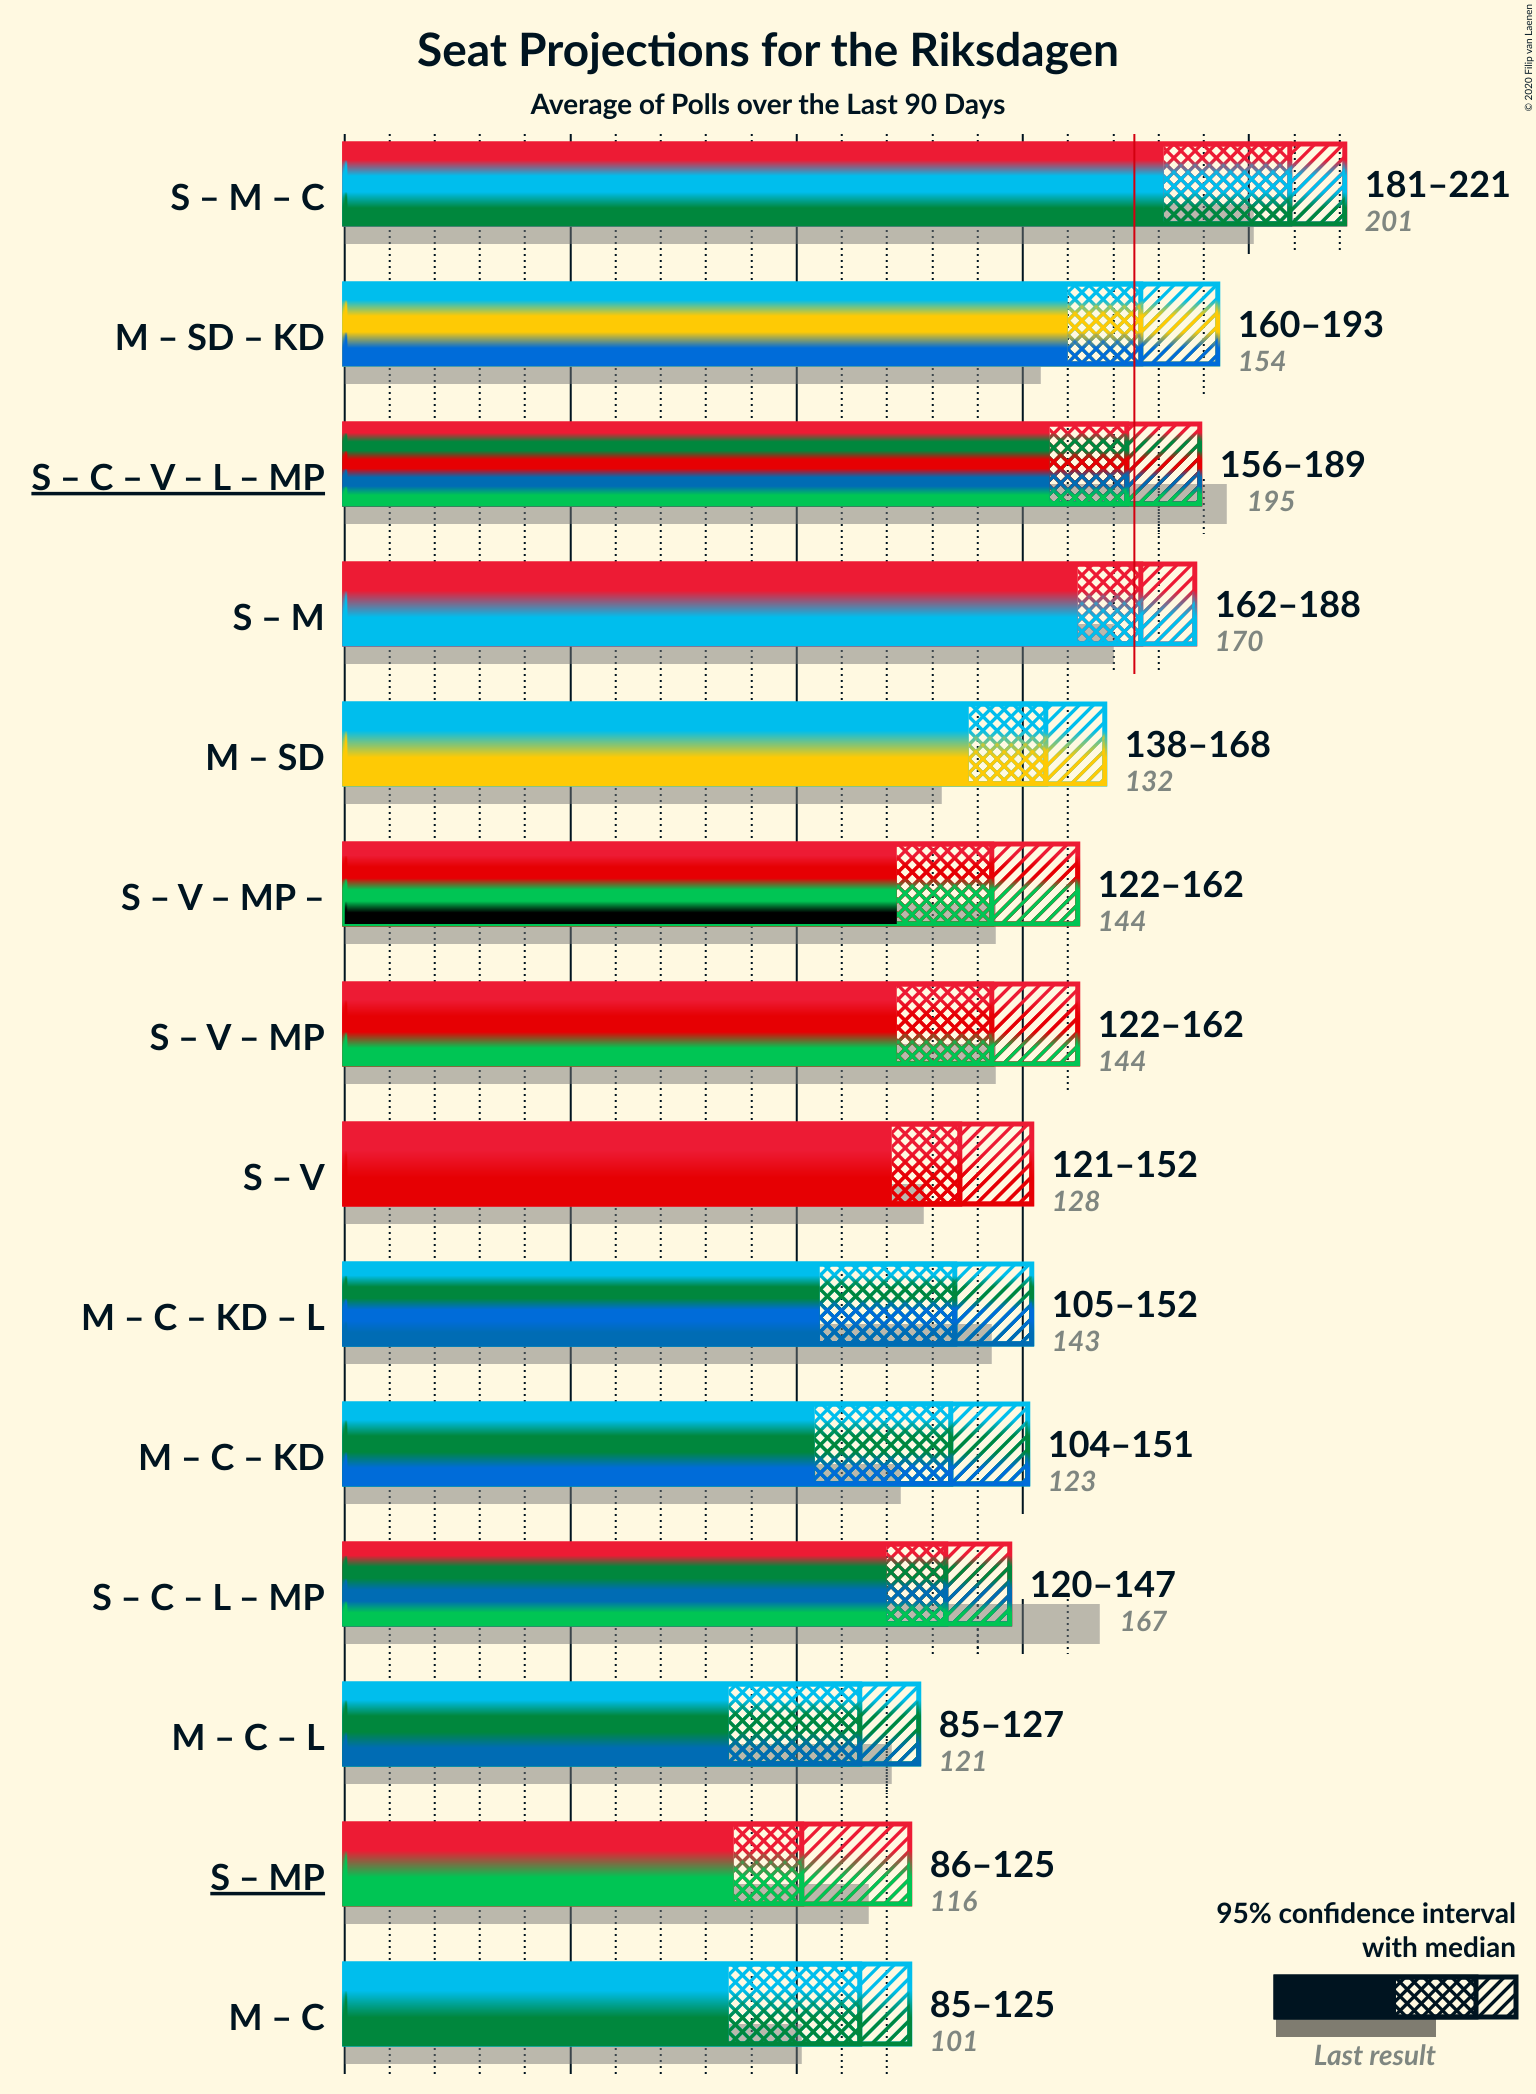 Seat Projections for the Riksdagen
Average of Polls over the Last 90 Days
© 2020 Filip van Laenen
S – M – C
181–221
201
M – SD – KD
160–193
154
S – C – V – L – MP
156–189
195
S – M
162–188
170
M – SD
138–168
132
S – V – MP –
122–162
144
S – V – MP
122–162
144
S – V
121–152
128
M – C – KD – L
105–152
143
M – C – KD
104–151
123
S – C – L – MP
120–147
167
M – C – L
85–127
121
S – MP
86–125
116
M – C
85–125
101
95% confidence interval
with median
Last result